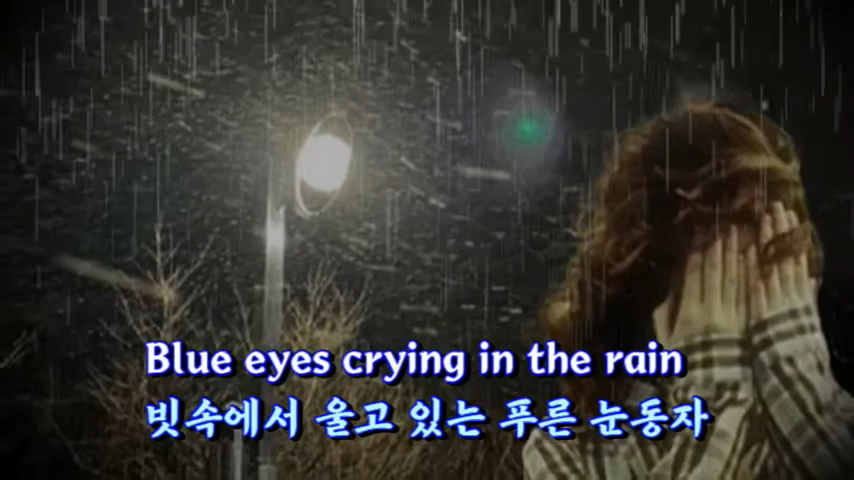 Blue eyes crying in the rain
빗속에서 울고 있는 푸른 눈동자